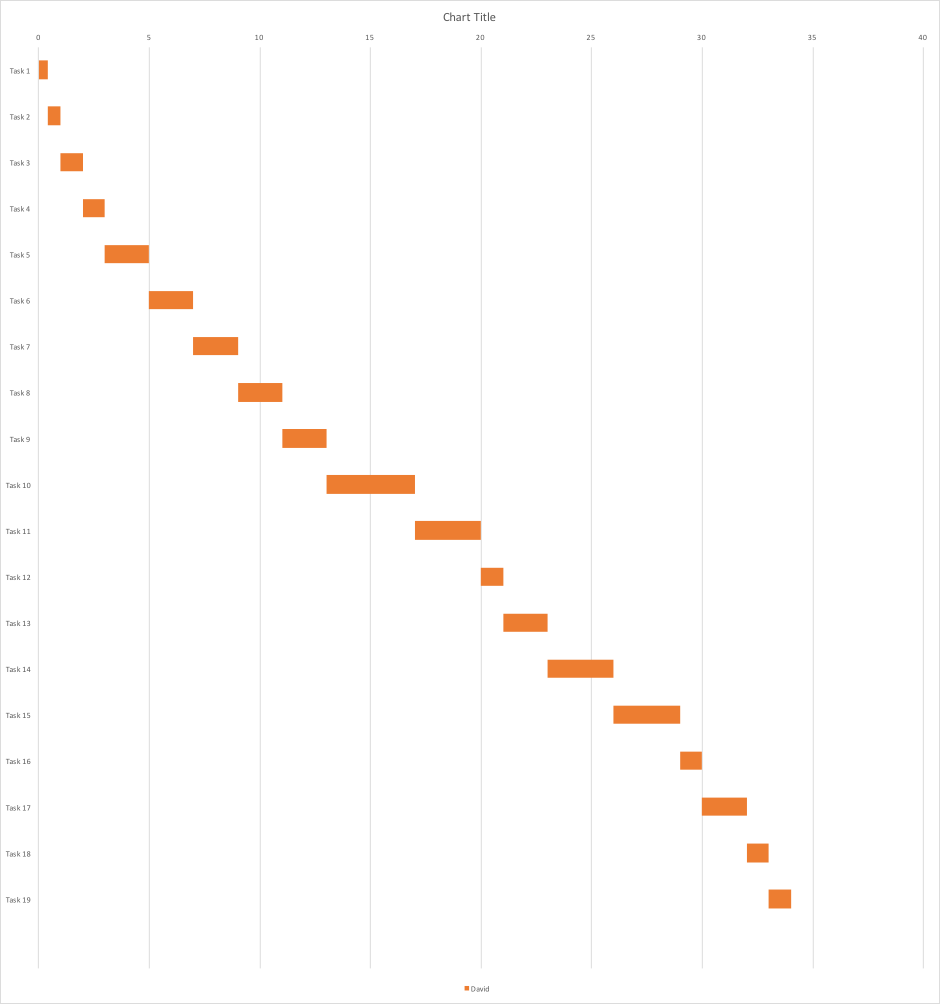 Chart Title
0 5 10 15 20 25 30 35 40
Task 1
Task 2
Task 3
Task 4
Task 5
Task 6
Task 7
Task 8
Task 9
Task 10
Task 11
Task 12
Task 13
Task 14
Task 15
Task 16
Task 17
Task 18
Task 19
David